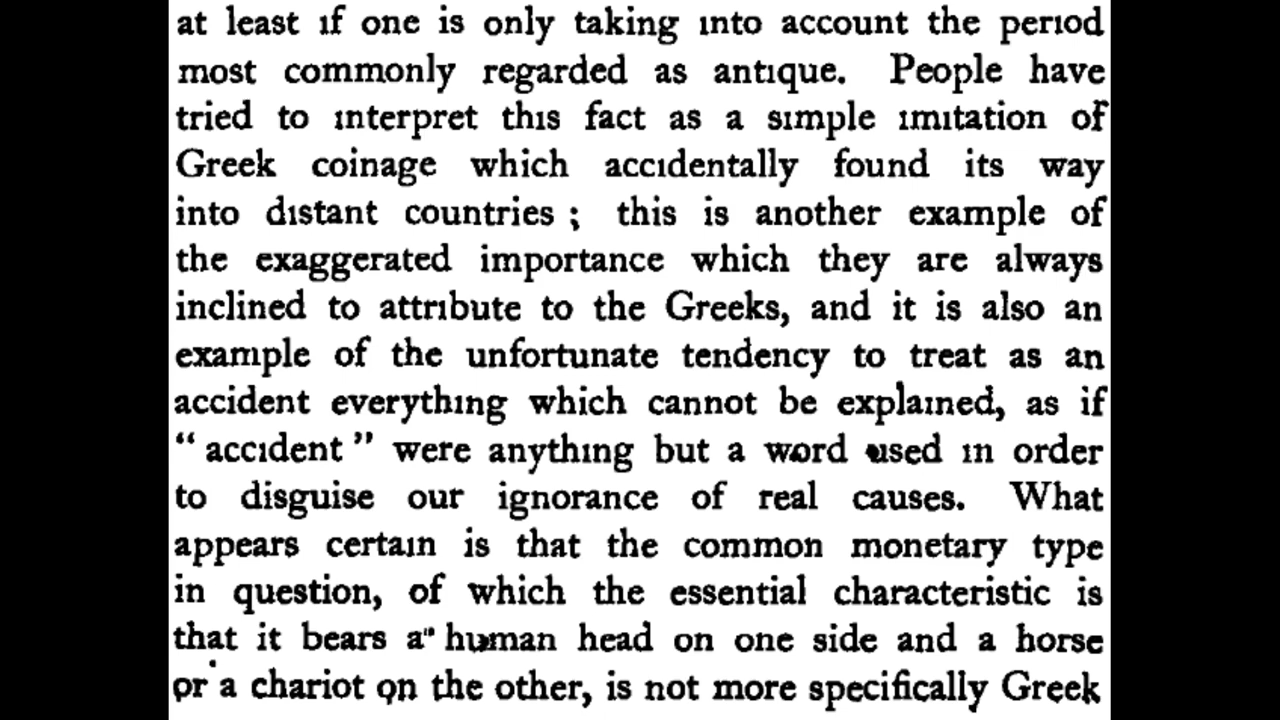 at least if one is only taking into account the period
most commonly regarded as antique. People have
tried to interpret this fact as a simple imitation of
Greek coinage which accidentally found its way
into distant countries ; this is another example of
the exaggerated importance which they are always
inclined to attribute to the Greeks, and it is also an
example of the unfortunate tendency to treat as an
accident everything which cannot be explained, as if
“ accident ” were anything but a word used in order
to disguise our ignorance of real causes. What
appears certain is that the common monetary type
in question, of which the essential characteristic is
that it bears a human head on one side and a horse
or a chariot on the other, is not more specifically Greek